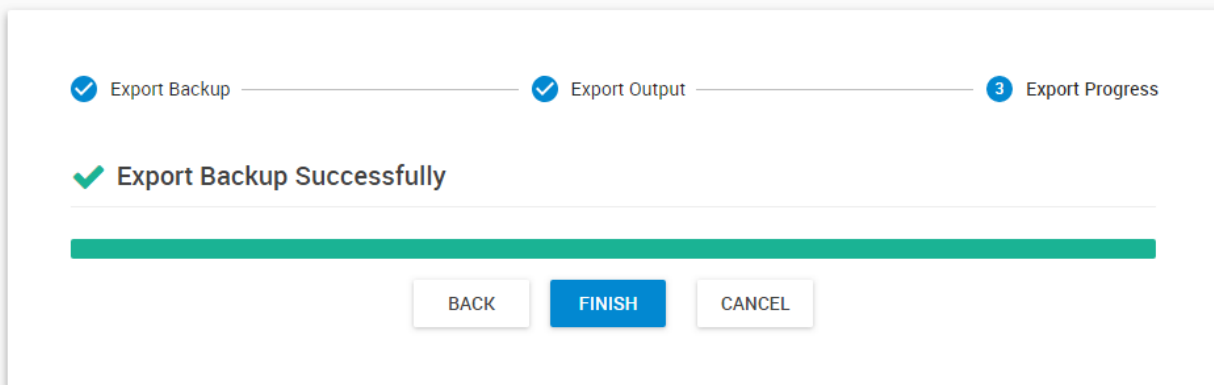 Export Backup Export Output 3 Export Progress
Export Backup Successfully
BACK FINISH CANCEL